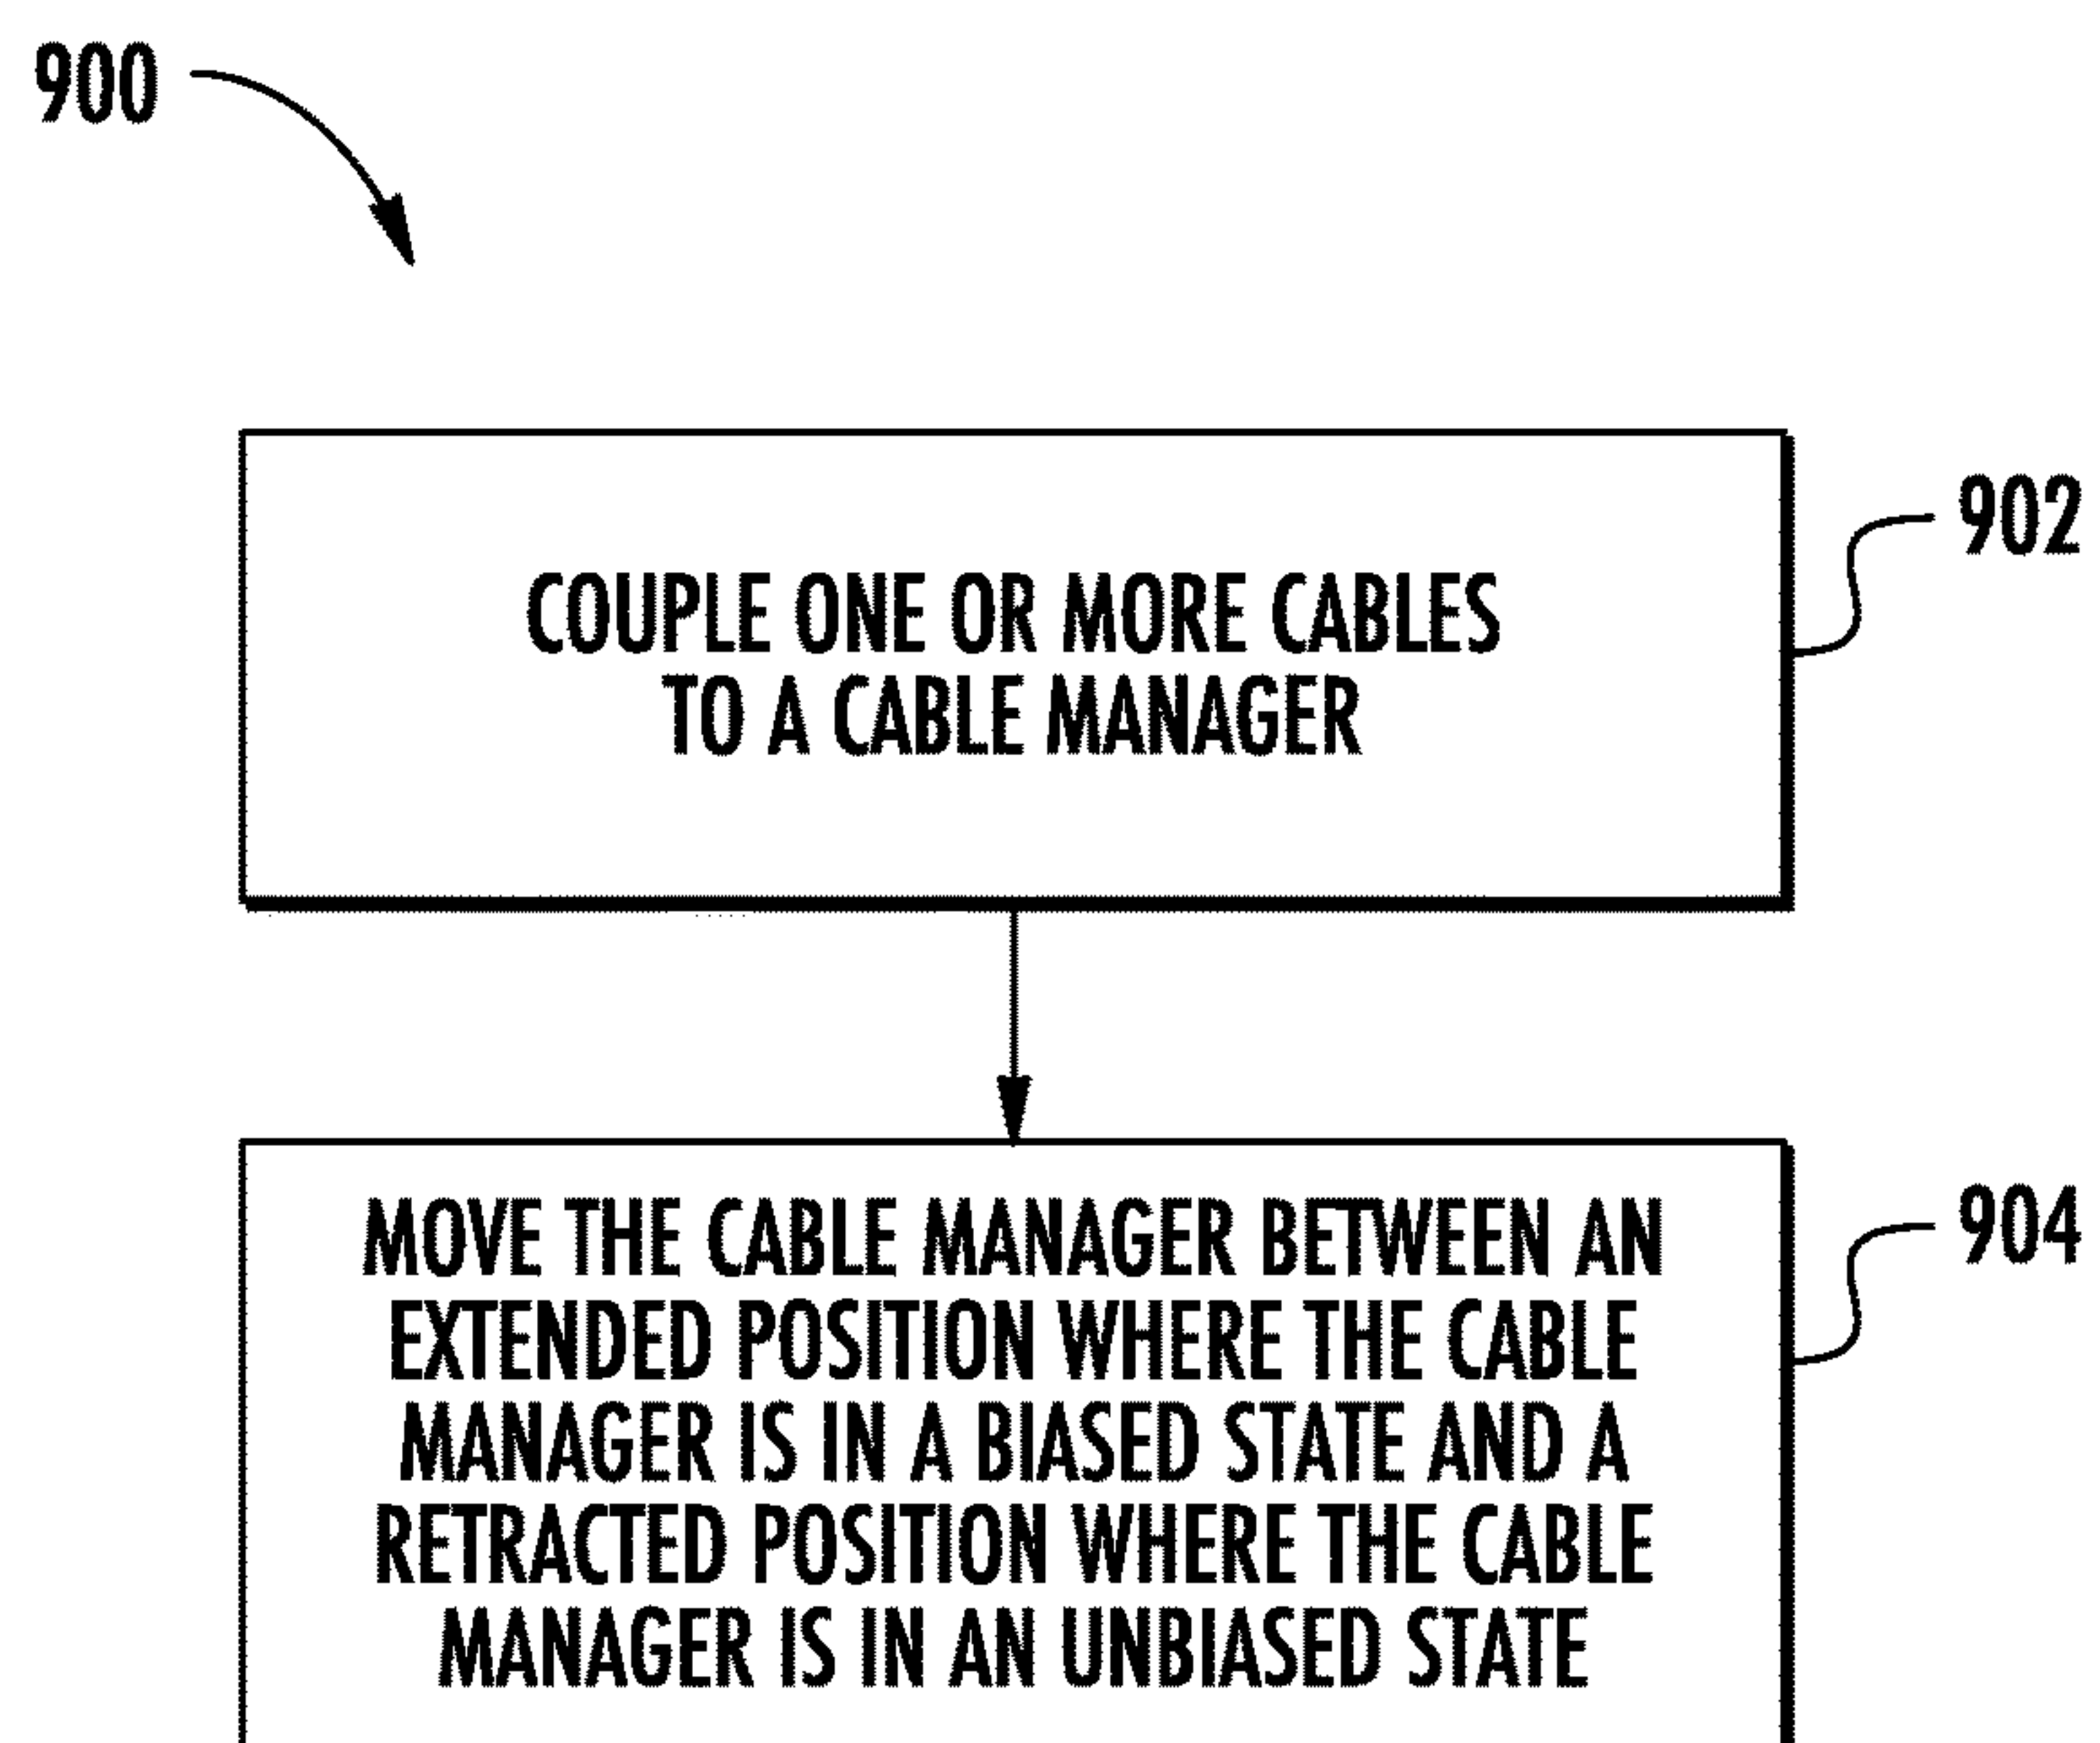 900
902
COUPLE ONE OR MORE CABLES
TO A CABLE MANAGER
904
MOVE THE CABLE MANAGER BETWEEN AN
EXTENDED POSITION WHERE THE CABLE
MANAGER IS IN A BIASED STATE AND A
RETRACTED POSITION WHERE THE CABLE
MANAGER IS IN AN UNBIASED STATE